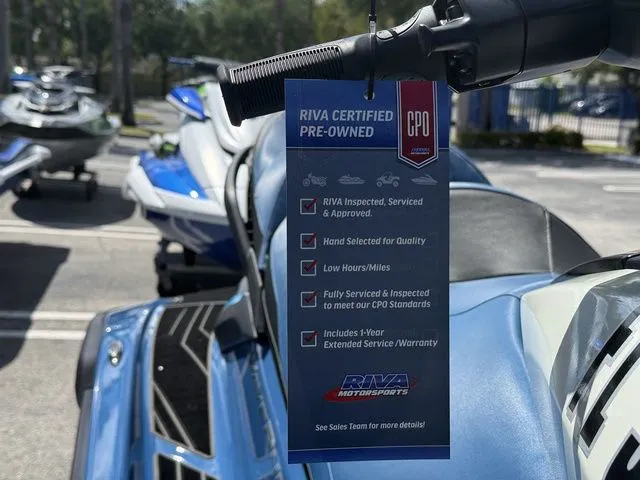 RIVA CERTIFIED
PRE-OWNED
CPO
RIVA Inspected, Serviced
& Approved.
Hand Selected for Quality
Low Hours/Miles
Fully Serviced & Inspected
to meet our CPO Standards
Includes 1-Year
Extended Service /Warranty
RIVA
MOTORSPORTS
See Sales Team for more details!